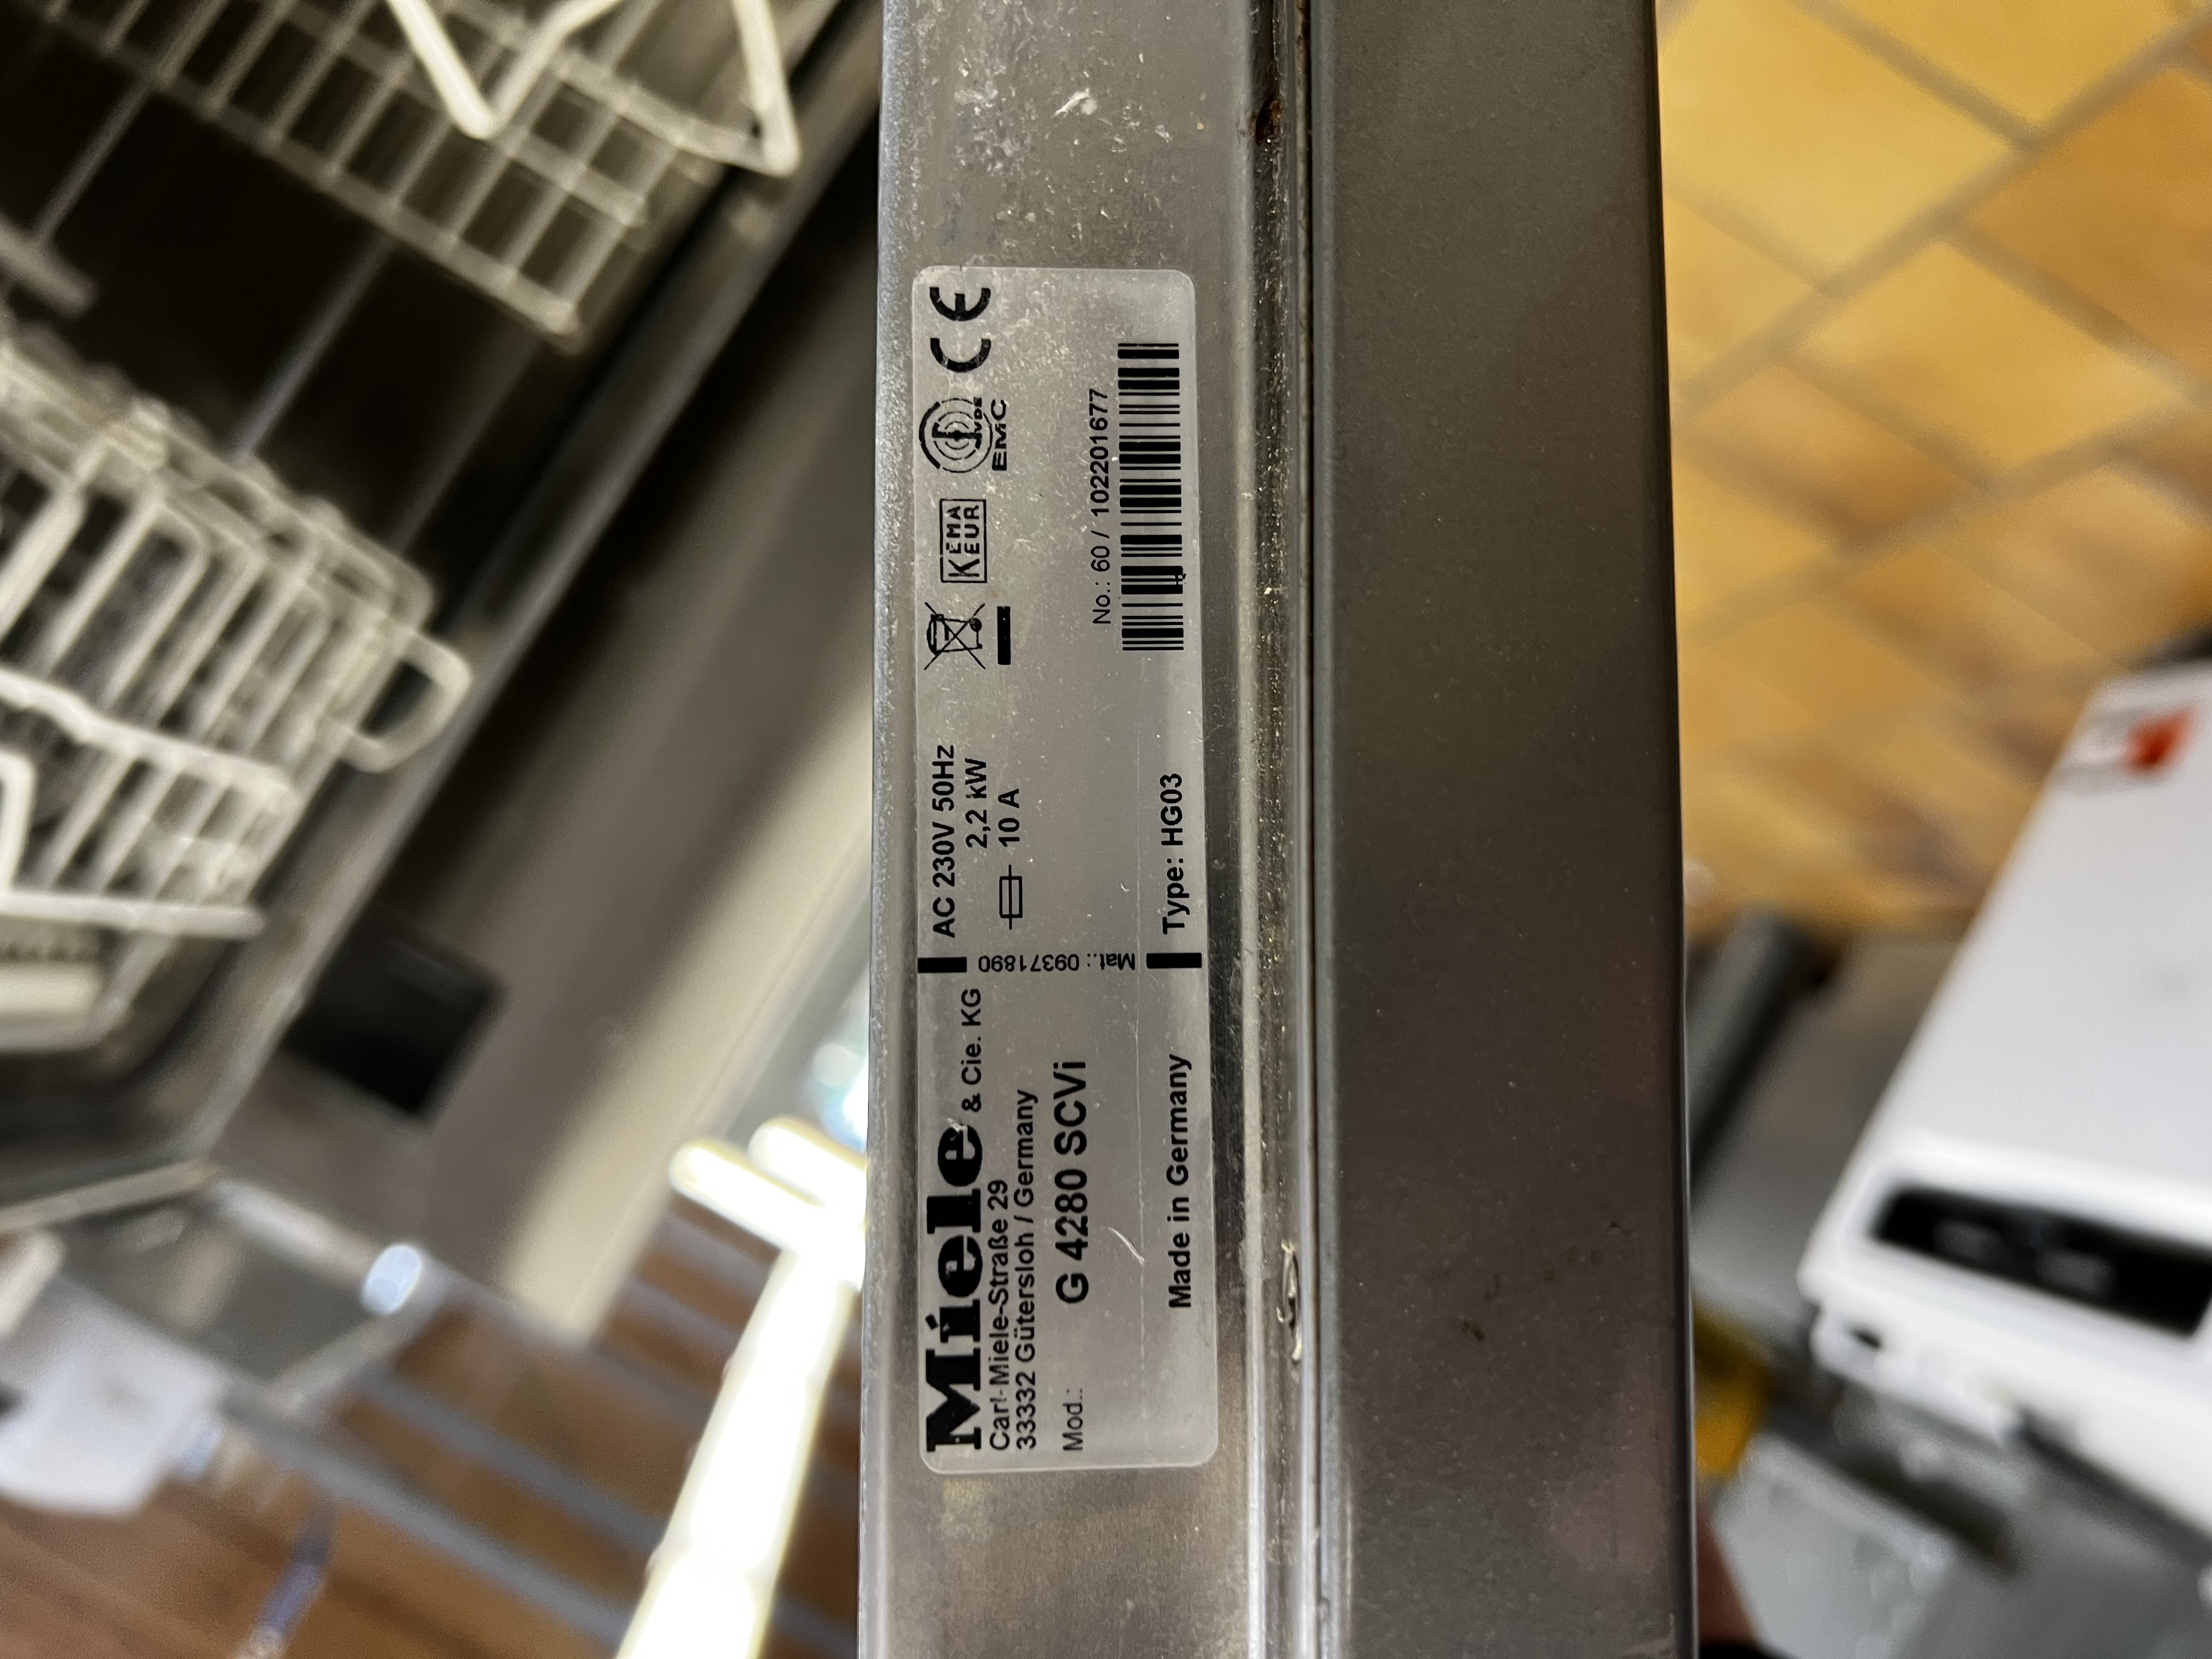 Miele & Cie. KG
Carl-Miele-Straße 29
33332 Gütersloh / Germany
Mod.: G 4280 SCVi
Made in Germany
Mat.: 09371890
AC 230V 50Hz
2,2 kW
10 A
Type: HG03
KEMA
KEUR
VDE
EMC
CE
No.: 60 / 102201677